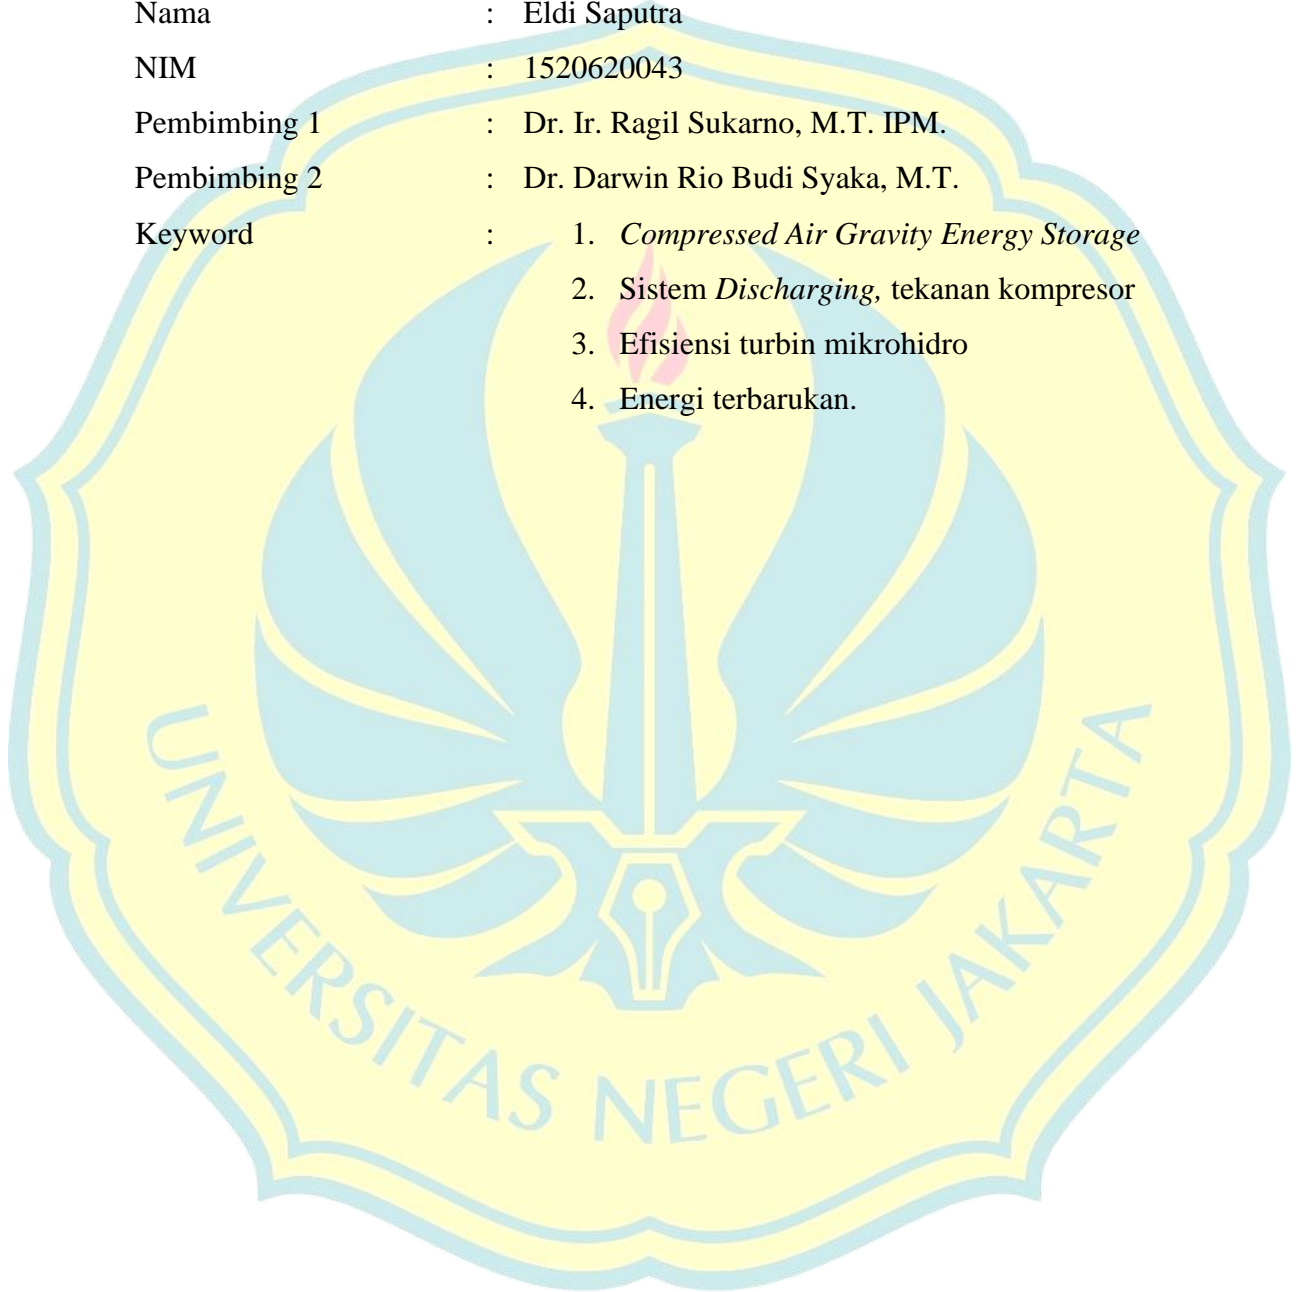 Nama : Eldi Saputra
NIM : 1520620043
Pembimbing 1 : Dr. Ir. Ragil Sukarno, M.T. IPM.
Pembimbing 2 : Dr. Darwin Rio Budi Syaka, M.T.
Keyword : 1. Compressed Air Gravity Energy Storage
2. Sistem Discharging, tekanan kompresor
3. Efisiensi turbin mikrohidro
4. Energi terbarukan.
UNIVERSITAS NEGERI JAKARTA